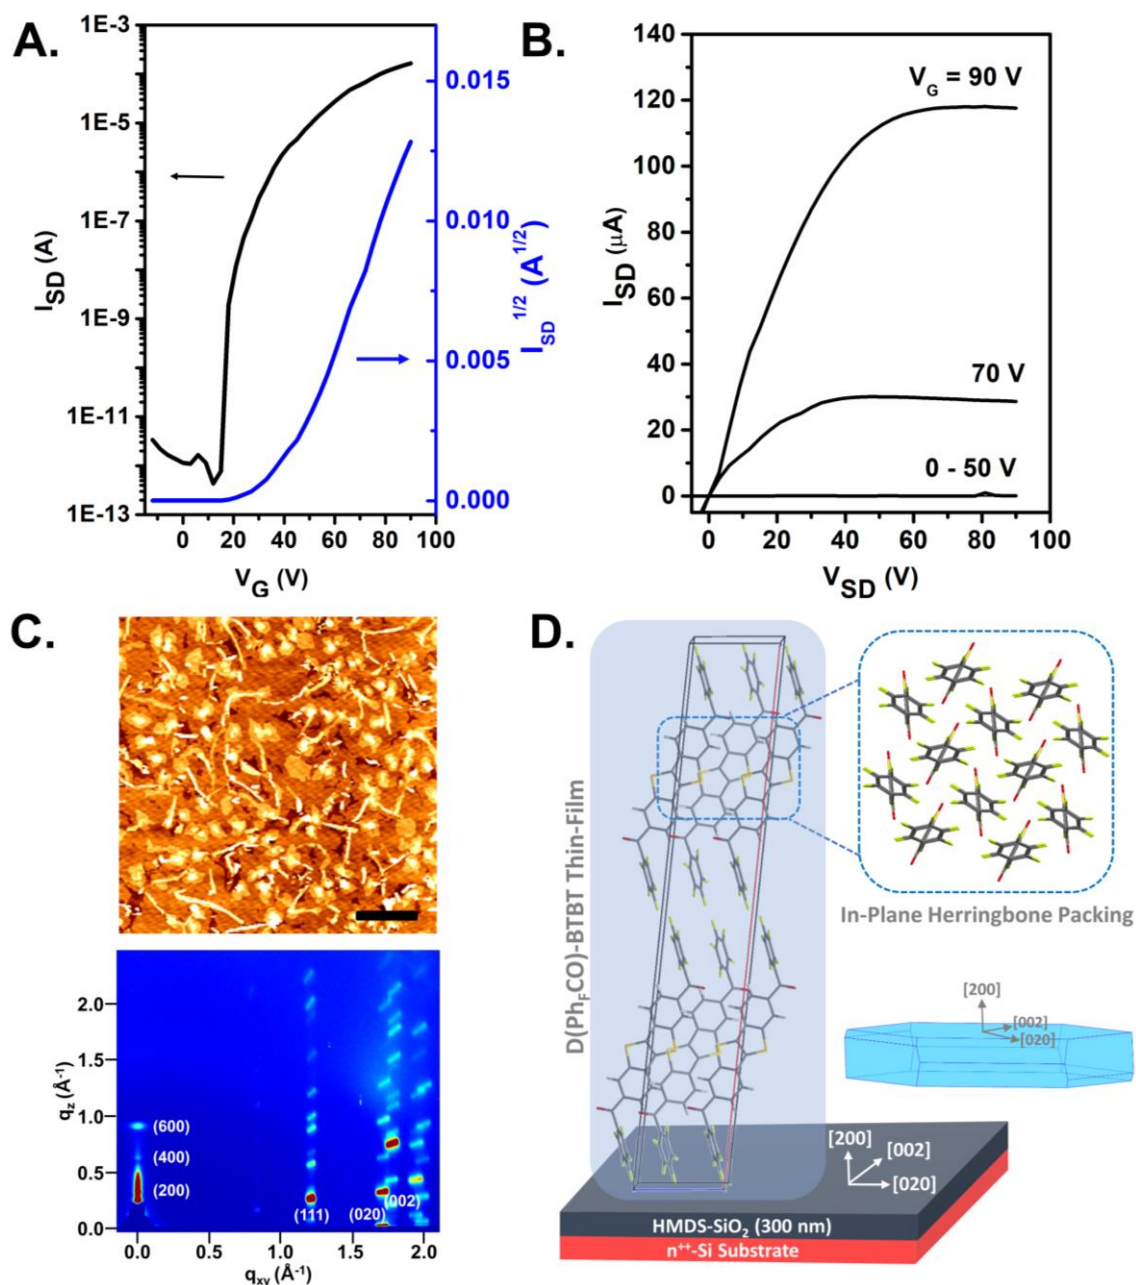 A.
1E-3
1E-5
1E-7
1E-9
1E-11
1E-13
I_SD (A)
0 20 40 60 80 100
V_G (V)
0.015
0.010
0.005
0.000
I_SD^1/2 (A^1/2)
B.
140
120
100
80
60
40
20
0
I_SD (μA)
V_G = 90 V
70 V
0 - 50 V
0 20 40 60 80 100
V_SD (V)
C.
2.0
1.5
1.0
0.5
0.0
q_z (Å⁻¹)
(600)
(400)
(200)
(111)
(020)
(002)
0.0 0.5 1.0 1.5 2.0
q_xy (Å⁻¹)
D.
D(Ph_FCO)-BTBT Thin-Film
In-Plane Herringbone Packing
[200]
[002]
[020]
[200]
[002]
[020]
HMDS-SiO₂ (300 nm)
n⁺⁺-Si Substrate